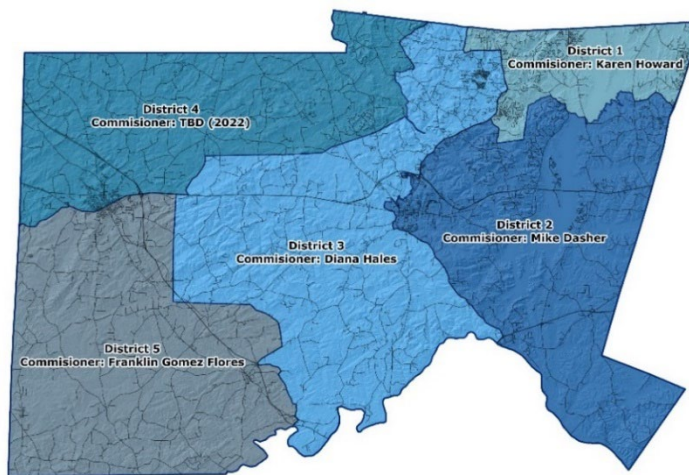 District 1
Commisioner: Karen Howard
District 4
Commisioner: TBD (2022)
District 2
Commisioner: Mike Dasher
District 3
Commisioner: Diana Hales
District 5
Commisioner: Franklin Gomez Flores